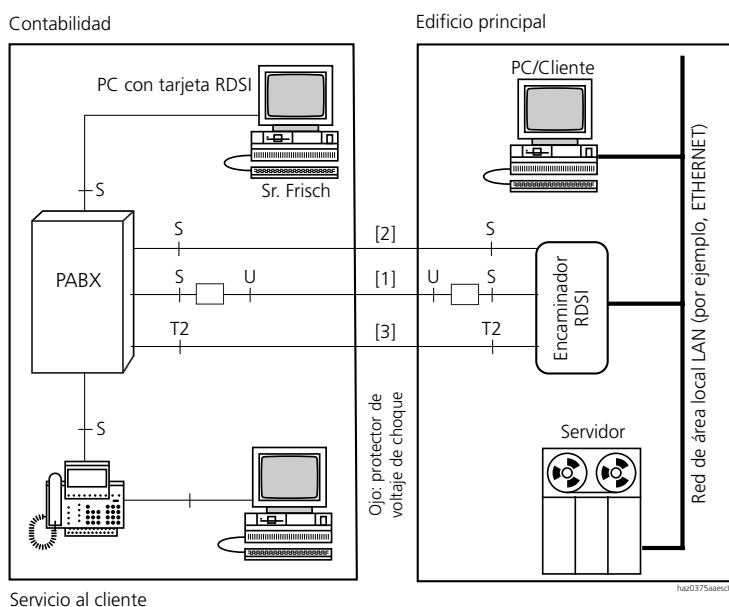 Contabilidad
Edificio principal
PC con tarjeta RDSI
PC/Cliente
Sr. Frisch
S
PABX
S
[2]
S
S
U
[1]
U
S
T2
[3]
T2
Encaminador
RDSI
Red de área local LAN (por ejemplo, ETHERNET)
S
Ojo: protector de
voltaje de choque
Servidor
Servicio al cliente